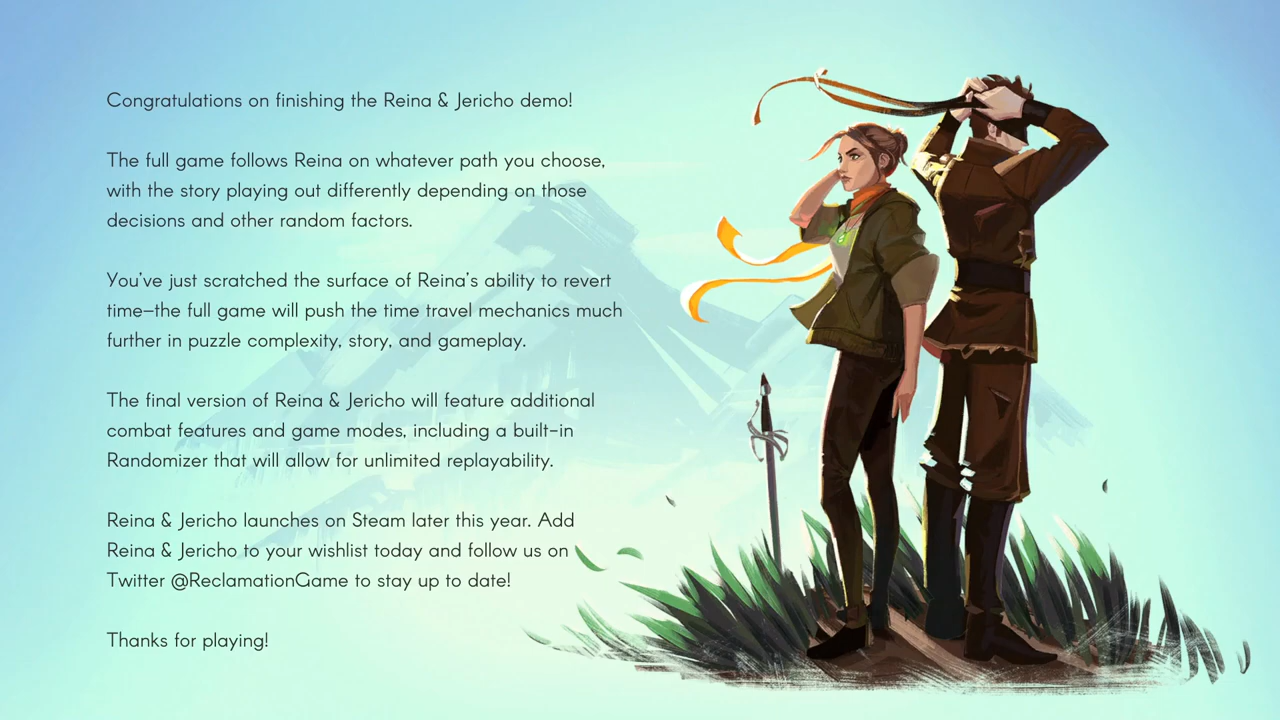 Congratulations on finishing the Reina & Jericho demo!
The full game follows Reina on whatever path you choose,
with the story playing out differently depending on those
decisions and other random factors.
You've just scratched the surface of Reina's ability to revert
time—the full game will push the time travel mechanics much
further in puzzle complexity, story, and gameplay.
The final version of Reina & Jericho will feature additional
combat features and game modes, including a built-in
Randomizer that will allow for unlimited replayability.
Reina & Jericho launches on Steam later this year. Add
Reina & Jericho to your wishlist today and follow us on
Twitter @ReclamationGame to stay up to date!
Thanks for playing!